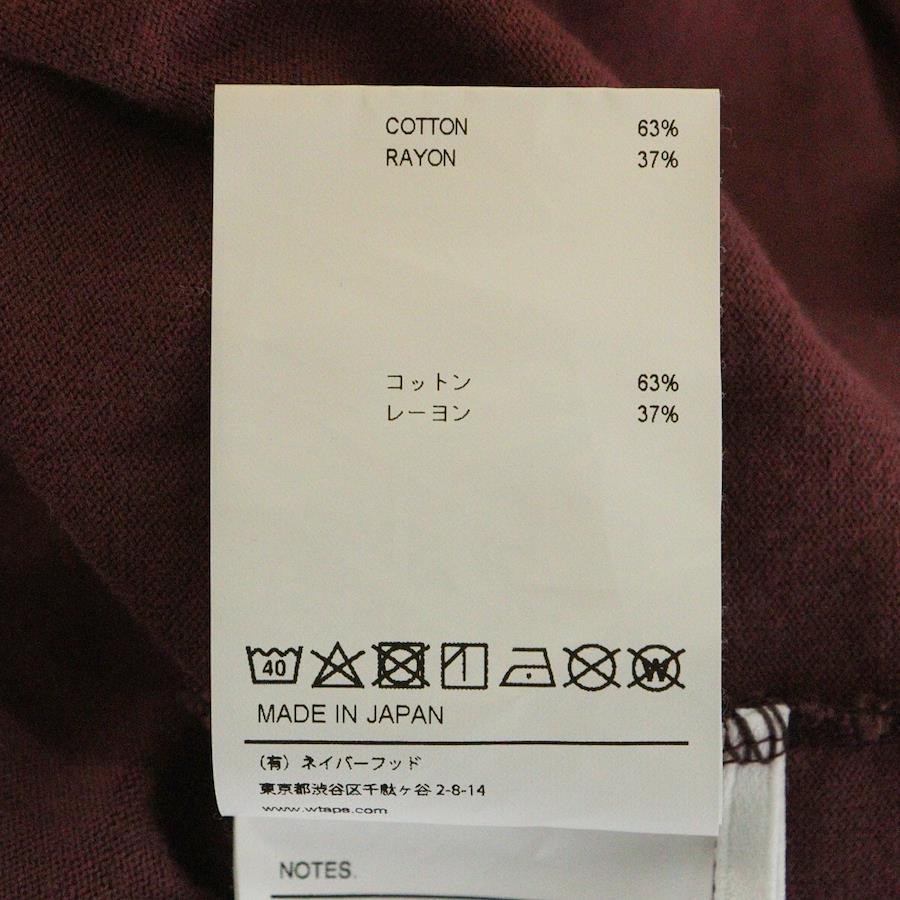 COTTON 63%
RAYON 37%
コットン 63%
レーヨン 37%
40
W
MADE IN JAPAN
(有) ネイバーフッド
東京都渋谷区千駄ヶ谷 2-8-14
www.wtaps.com
NOTES.